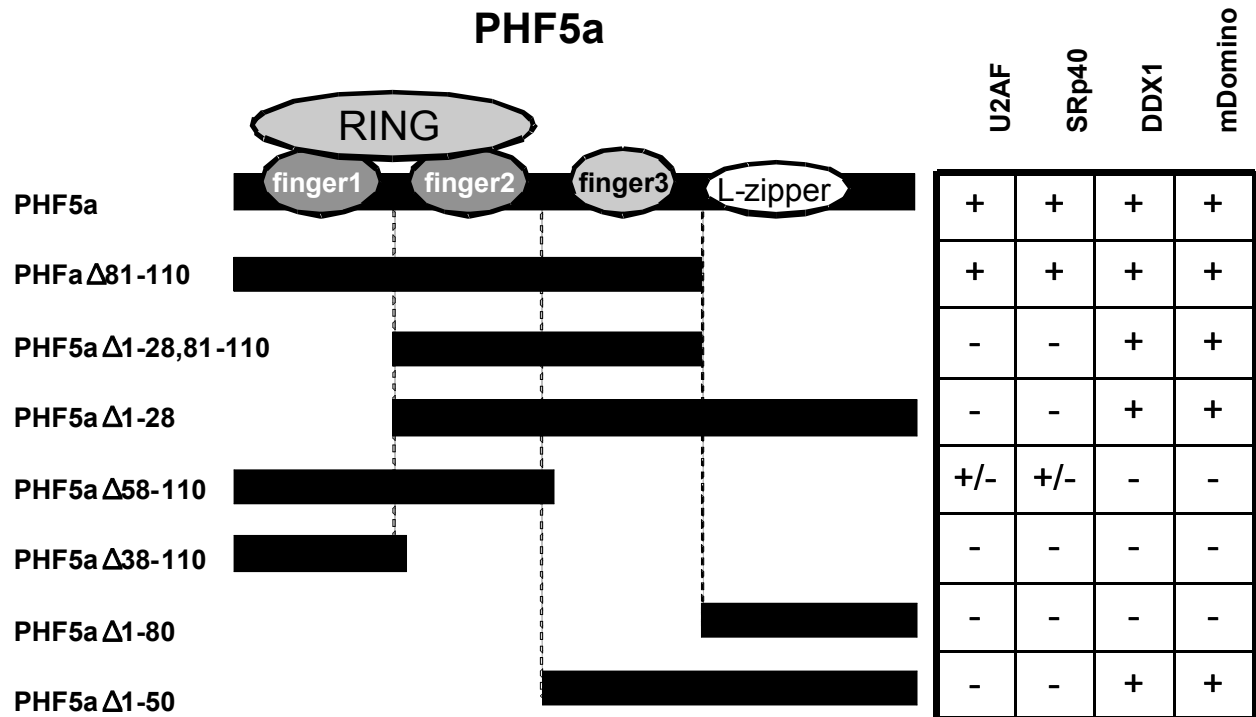 PHF5a
U2AF SRp40 DDX1 mDomino
RING
finger1 finger2 finger3 L-zipper
PHF5a + + + +
PHFaΔ81-110 + + + +
PHF5aΔ1-28,81-110 - - + +
PHF5aΔ1-28 - - + +
PHF5aΔ58-110 +/- +/- - -
PHF5aΔ38-110 - - - -
PHF5aΔ1-80 - - - -
PHF5aΔ1-50 - - + +